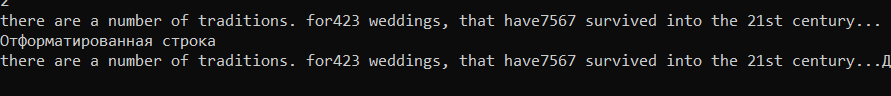 2
there are a number of traditions. for423 weddings, that have7567 survived into the 21st century...
Отформатированная строка
there are a number of traditions. for423 weddings, that have7567 survived into the 21st century...Д